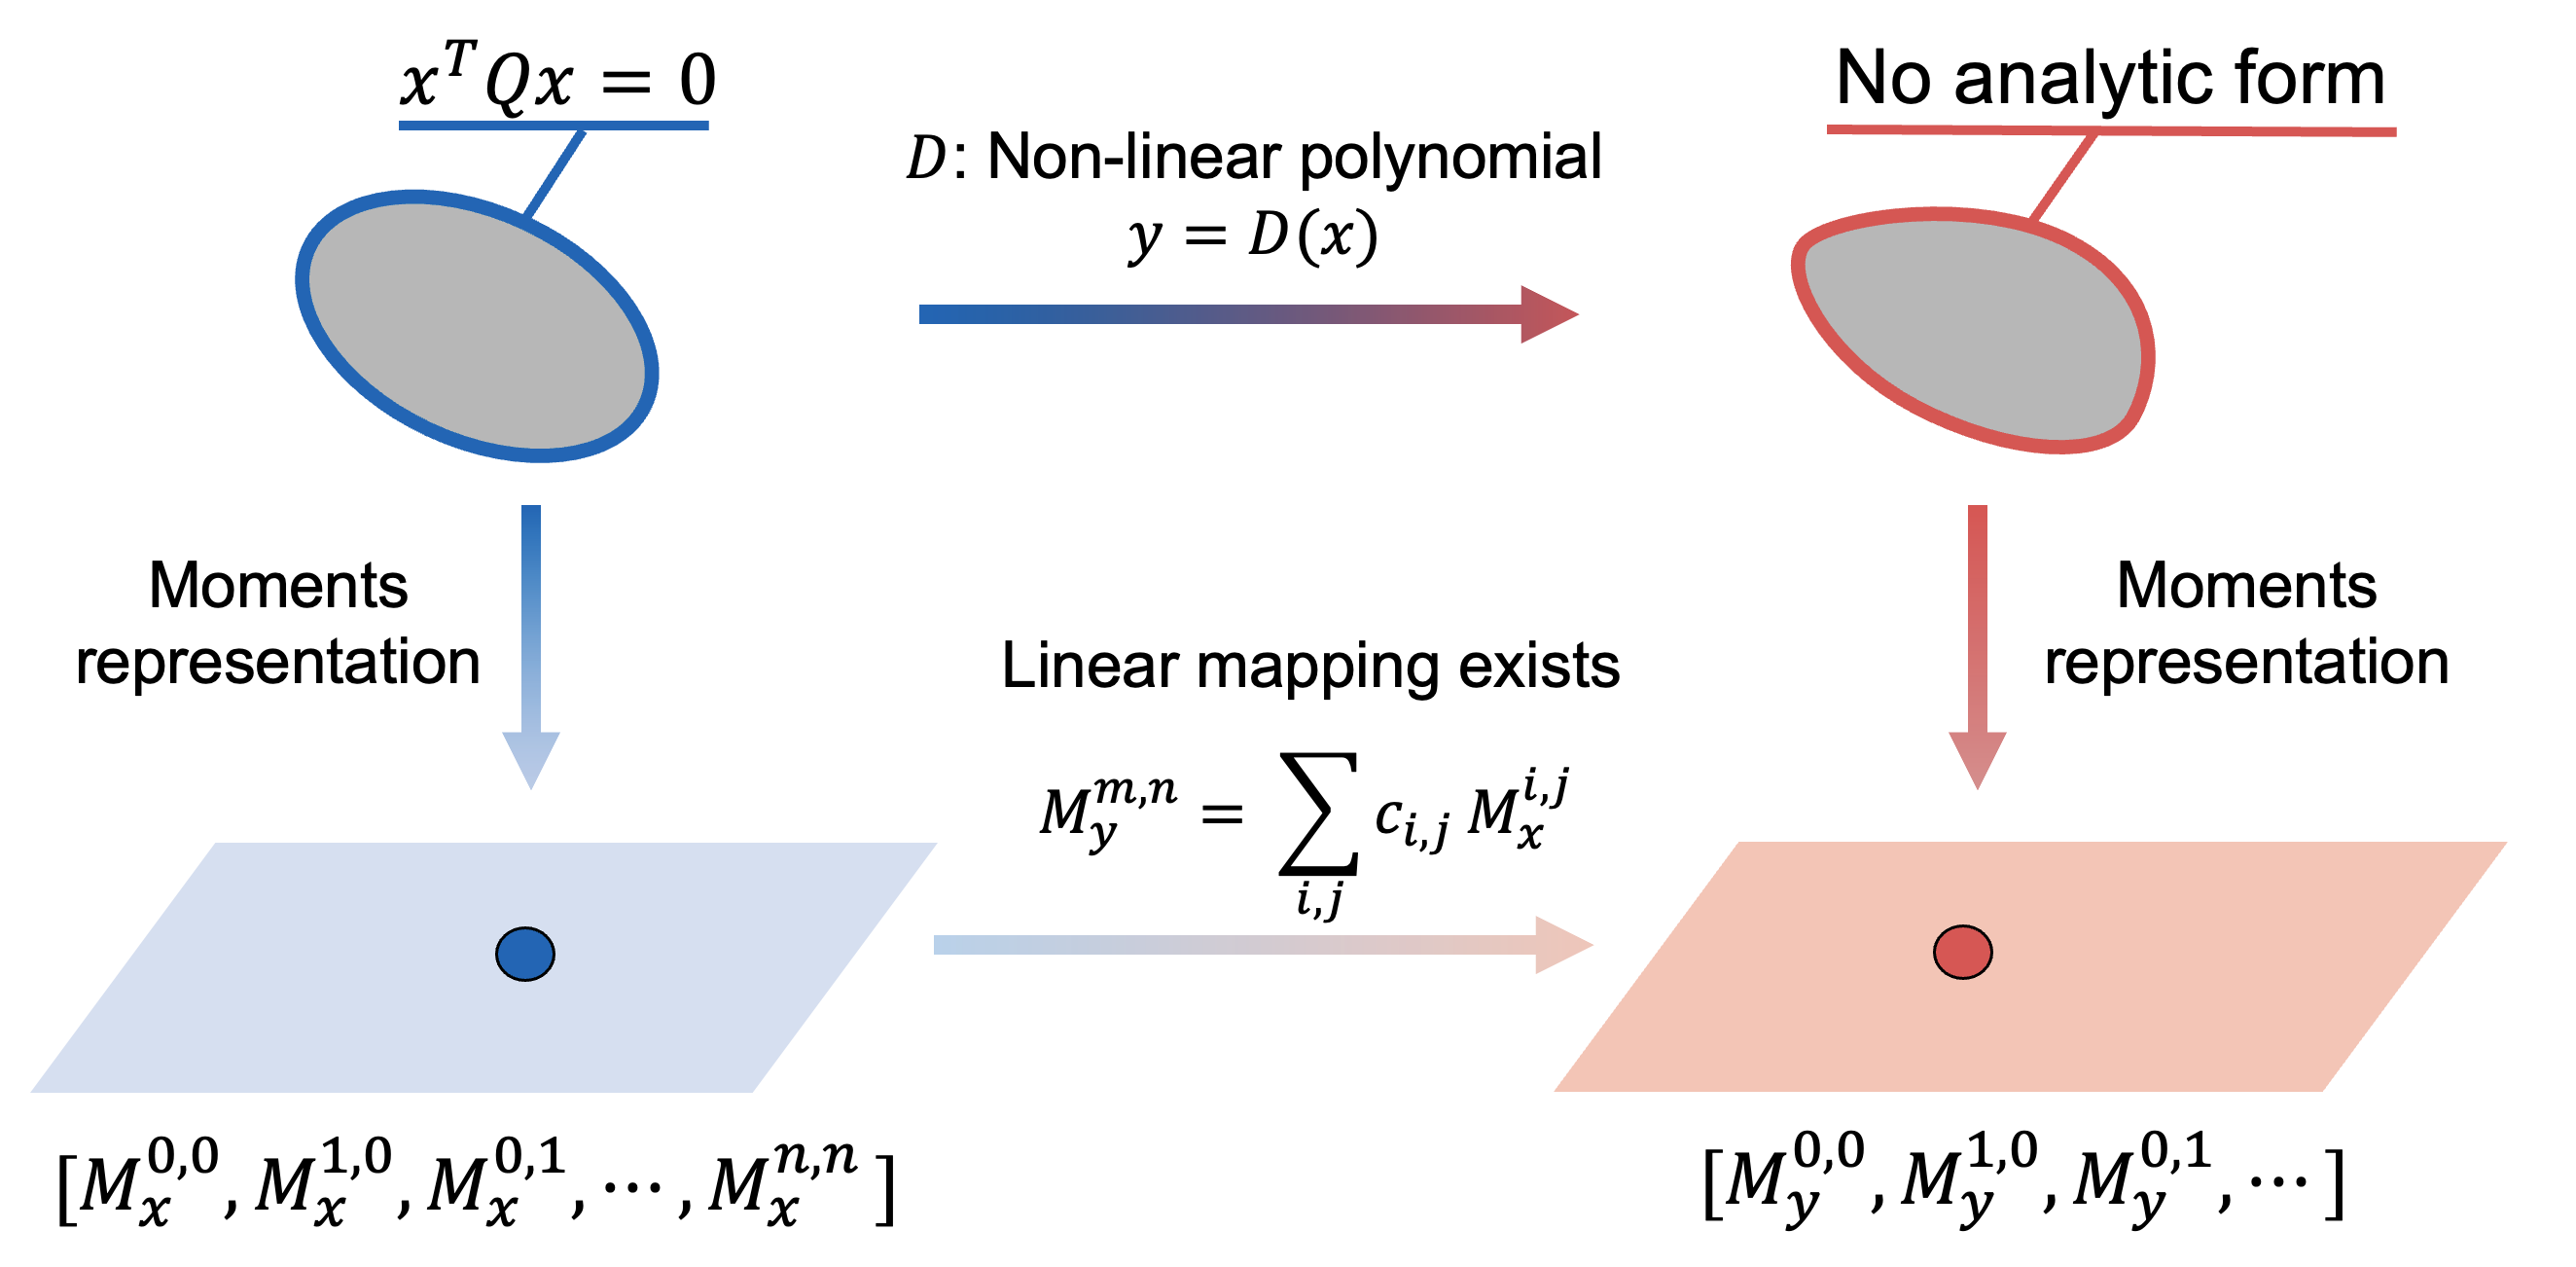 $x^T Q x = 0$
No analytic form
$D$: Non-linear polynomial
$y = D(x)$
Moments
representation
Moments
representation
Linear mapping exists
$M_y^{m,n} = \sum_{i,j} c_{i,j} M_x^{i,j}$
$[M_x^{0,0}, M_x^{1,0}, M_x^{0,1}, \cdots, M_x^{n,n}]$
$[M_y^{0,0}, M_y^{1,0}, M_y^{0,1}, \cdots]$